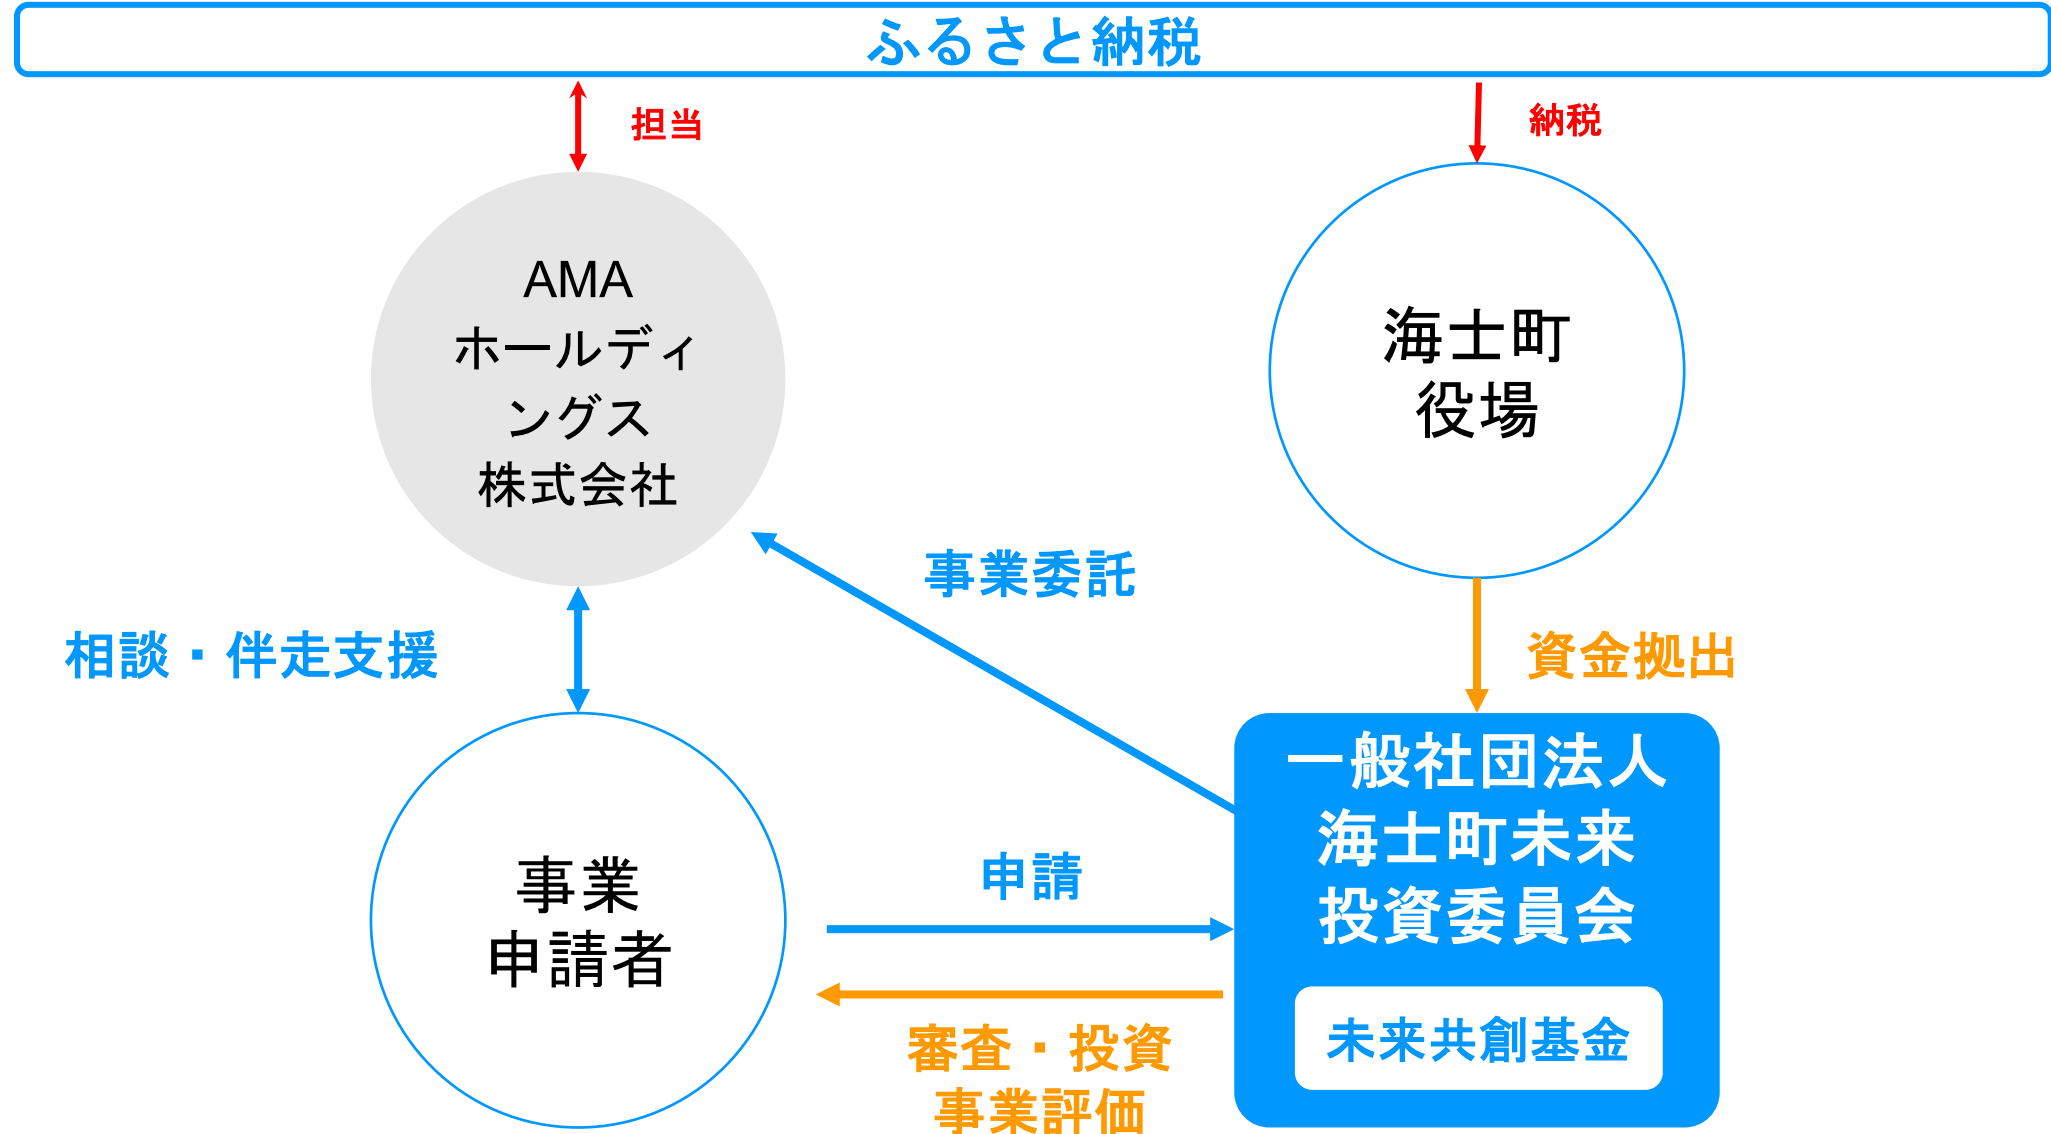 ふるさと納税
担当
納税
AMA
ホールディ
ングス
株式会社
海士町
役場
事業委託
相談・伴走支援
資金拠出
事業
申請者
申請
審査・投資
事業評価
一般社団法人
海士町未来
投資委員会
未来共創基金